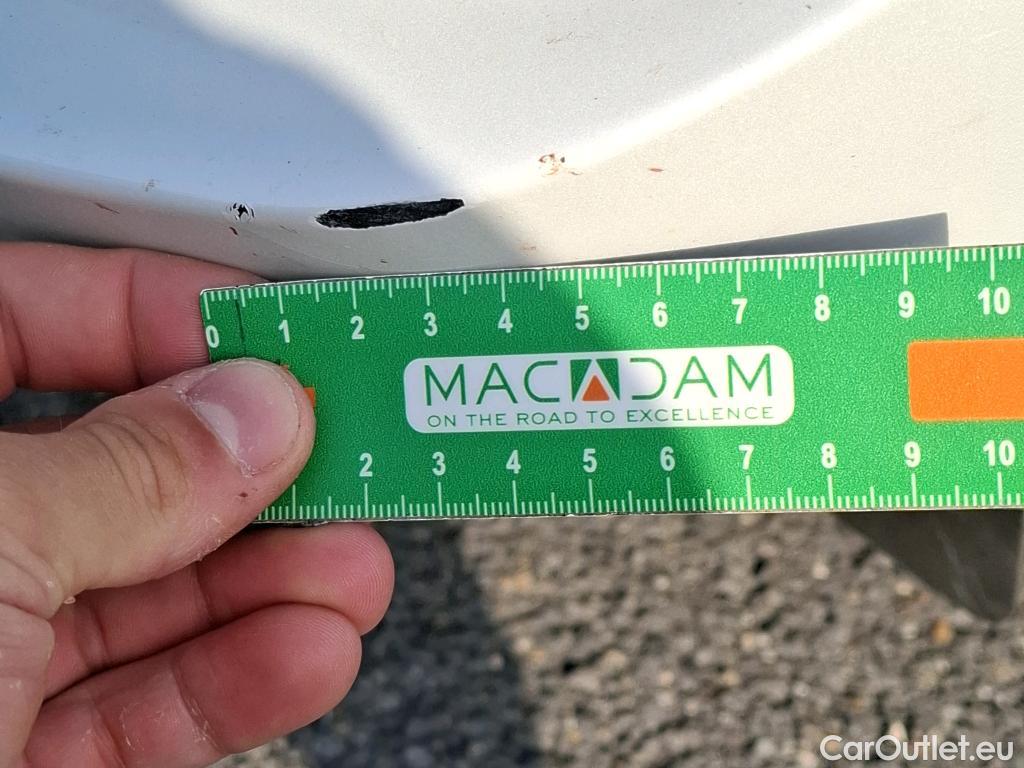 0 1 2 3 4 5 6 7 8 9 10
MACADAM
ON THE ROAD TO EXCELLENCE
2 3 4 5 6 7 8 9 10
CarOutlet.eu